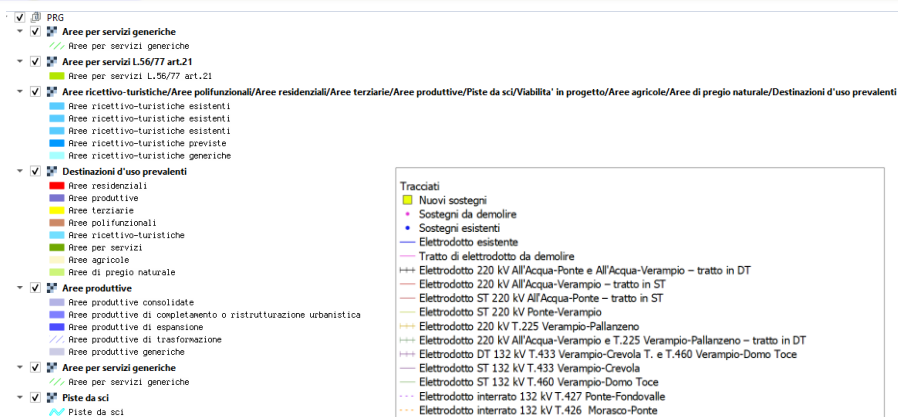 PRG
Aree per servizi generiche
Aree per servizi generiche
Aree per servizi L.56/77 art.21
Aree per servizi L.56/77 art.21
Aree ricettivo-turistiche/Aree polifunzionali/Aree residenziali/Aree terziarie/Aree produttive/Piste da sci/Viabilita' in progetto/Aree agricole/Aree di pregio naturale/Destinazioni d'uso prevalenti
Aree ricettivo-turistiche esistenti
Aree ricettivo-turistiche esistenti
Aree ricettivo-turistiche esistenti
Aree ricettivo-turistiche previste
Aree ricettivo-turistiche generiche
Destinazioni d'uso prevalenti
Aree residenziali
Aree produttive
Aree terziarie
Aree polifunzionali
Aree ricettivo-turistiche
Aree per servizi
Aree agricole
Aree di pregio naturale
Aree produttive
Aree produttive consolidate
Aree produttive di completamento o ristrutturazione urbanistica
Aree produttive di espansione
Aree produttive di trasformazione
Aree produttive generiche
Aree per servizi generiche
Aree per servizi generiche
Piste da sci
Piste da sci
Tracciati
Nuovi sostegni
Sostegni da demolire
Sostegni esistenti
Elettrodotto esistente
Tratto di elettrodotto da demolire
Elettrodotto 220 kV All'Acqua-Ponte e All'Acqua-Verampio – tratto in DT
Elettrodotto 220 kV All'Acqua-Verampio - tratto in ST
Elettrodotto ST 220 kV All'Acqua-Ponte – tratto in ST
Elettrodotto ST 220 kV Ponte-Verampio
Elettrodotto 220 kV T.225 Verampio-Pallanzeno
Elettrodotto 220 kV All'Acqua-Verampio e T.225 Verampio-Pallanzeno – tratto in DT
Elettrodotto DT 132 kV T.433 Verampio-Crevola T. e T.460 Verampio-Domo Toce
Elettrodotto ST 132 kV T.433 Verampio-Crevola
Elettrodotto ST 132 kV T.460 Verampio-Domo Toce
Elettrodotto interrato 132 kV T.427 Ponte-Fondovalle
Elettrodotto interrato 132 kV T.426 Morasco-Ponte